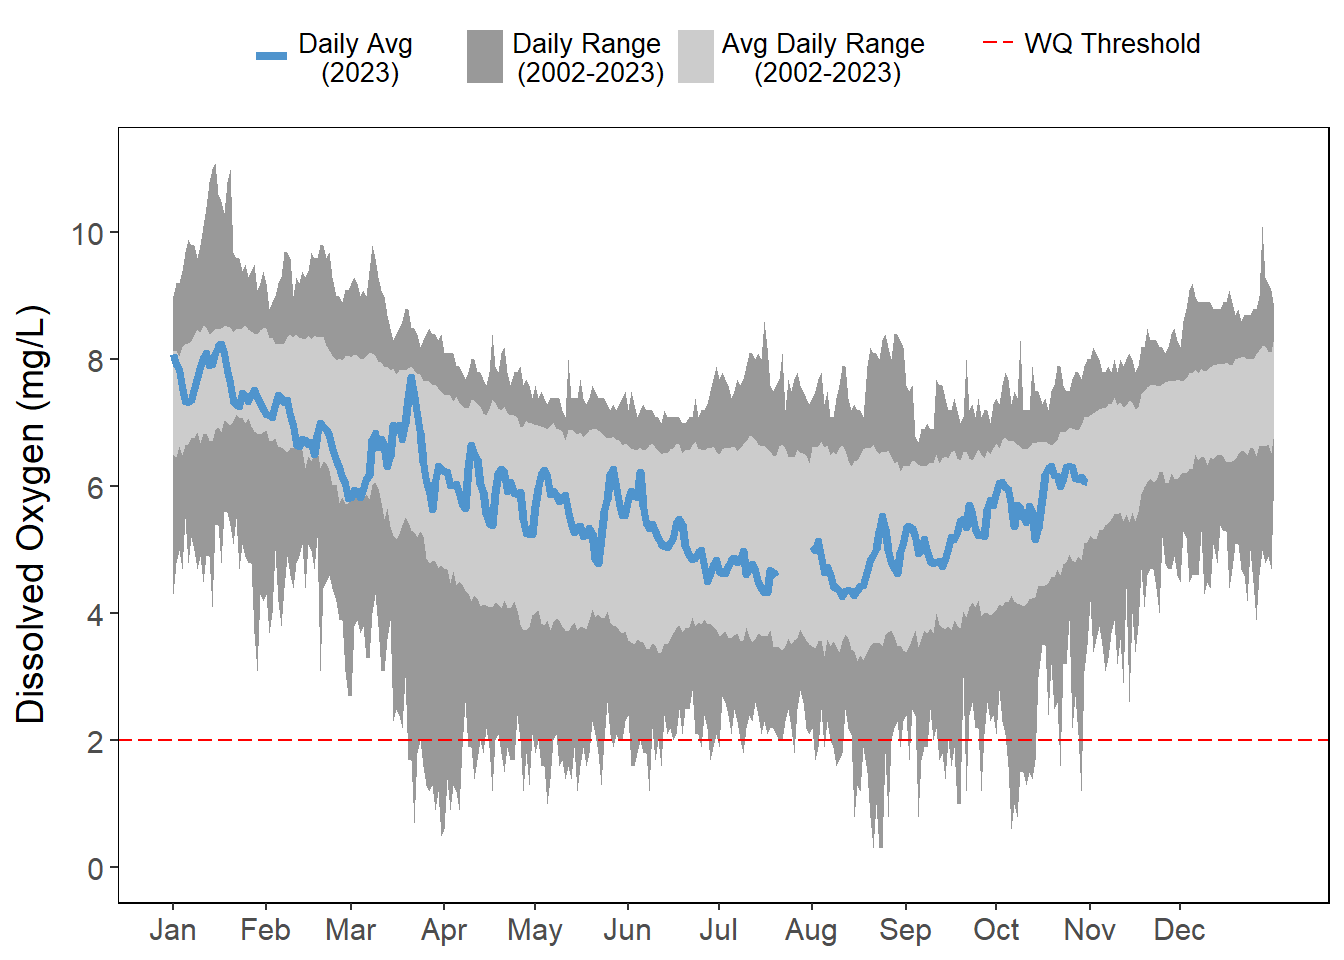 Daily Avg
(2023)
Daily Range
(2002-2023)
Avg Daily Range
(2002-2023)
WQ Threshold
Dissolved Oxygen (mg/L)
10
8
6
4
2
0
Jan Feb Mar Apr May Jun Jul Aug Sep Oct Nov Dec